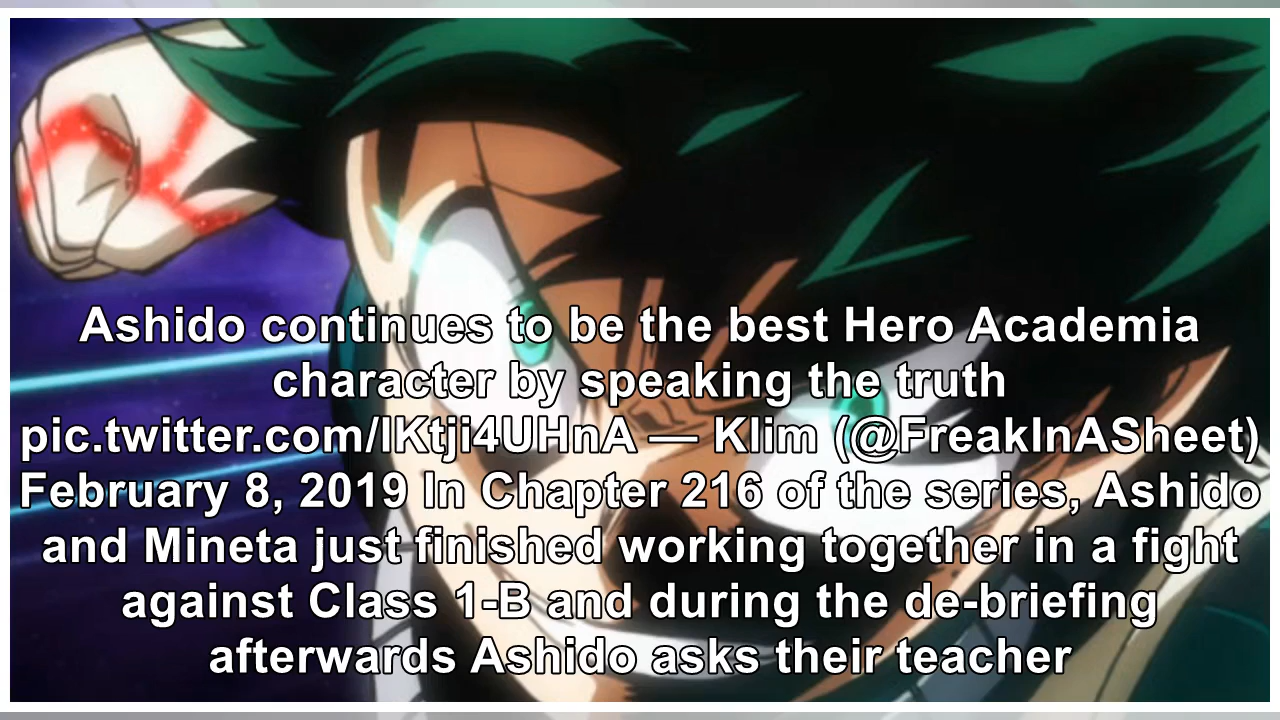 Ashido continues to be the best Hero Academia
character by speaking the truth
pic.twitter.com/lKtji4UHnA — Klim (@FreakInASheet)
February 8, 2019 In Chapter 216 of the series, Ashido
and Mineta just finished working together in a fight
against Class 1-B and during the de-briefing
afterwards Ashido asks their teacher